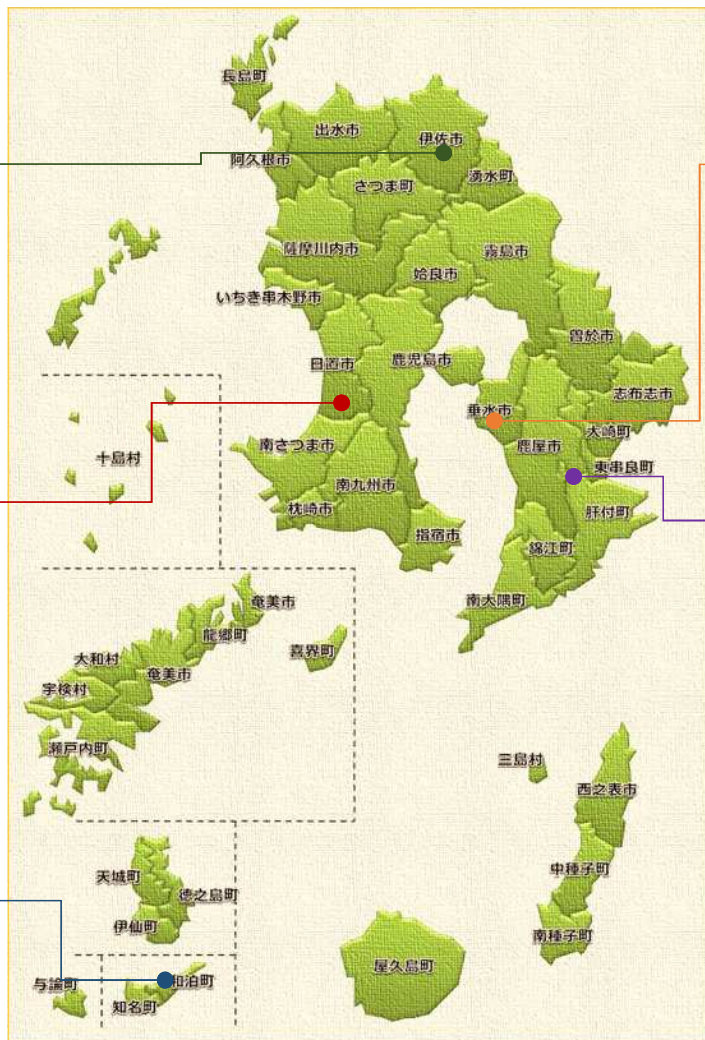 長島町
出水市
伊佐市
阿久根市
湧水町
さつま町
薩摩川内市
霧島市
姶良市
いちき串木野市
曽於市
日置市
鹿児島市
志布志市
垂水市
大崎町
鹿屋市
南さつま市
十島村
東串良町
南九州市
枕崎市
肝付町
指宿市
錦江町
南大隅町
奄美市
龍郷町
喜界町
大和村
奄美市
宇検村
瀬戸内町
三島村
西之表市
中種子町
天城町
徳之島町
伊仙町
南種子町
屋久島町
和泊町
与論町
知名町